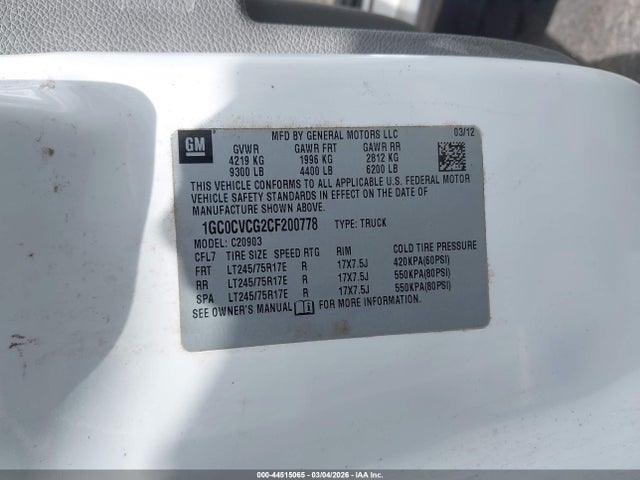 GM
MFD BY GENERAL MOTORS LLC 03/12
GVWR GAWR FRT GAWR RR
4219 KG 1996 KG 2812 KG
9300 LB 4400 LB 6200 LB
THIS VEHICLE CONFORMS TO ALL APPLICABLE U.S. FEDERAL MOTOR
VEHICLE SAFETY STANDARDS IN EFFECT ON THE DATE OF
MANUFACTURE SHOWN ABOVE.
1GC0CVCG2CF200778 TYPE: TRUCK
MODEL: C20903
CFL7 TIRE SIZE SPEED RTG RIM COLD TIRE PRESSURE
FRT LT245/75R17E R 17X7.5J 420KPA(60PSI)
RR LT245/75R17E R 17X7.5J 550KPA(80PSI)
SPA LT245/75R17E R 17X7.5J 550KPA(80PSI)
SEE OWNER'S MANUAL FOR MORE INFORMATION.
000-44515065 | 03/04/2026 - COPYRIGHT IAA, LLC.